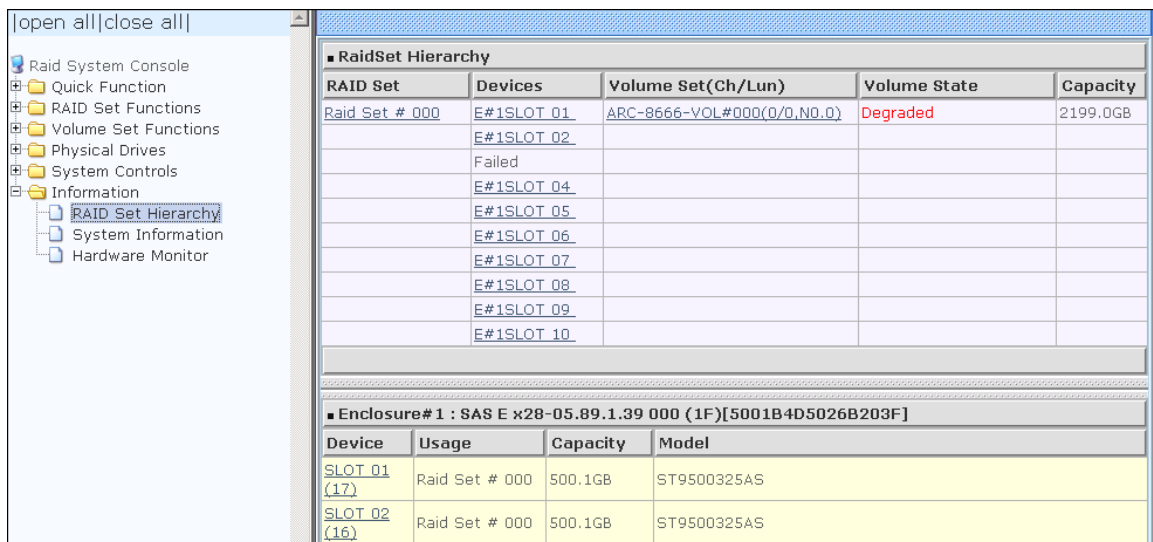 |open all|close all|
Raid System Console
Quick Function
RAID Set Functions
Volume Set Functions
Physical Drives
System Controls
Information
RAID Set Hierarchy
System Information
Hardware Monitor
RaidSet Hierarchy
RAID Set Devices Volume Set(Ch/Lun) Volume State Capacity
Raid Set # 000 E#1SLOT 01 ARC-8666-VOL#000(0/0,N0.0) Degraded 2199.0GB
E#1SLOT 02
Failed
E#1SLOT 04
E#1SLOT 05
E#1SLOT 06
E#1SLOT 07
E#1SLOT 08
E#1SLOT 09
E#1SLOT 10
Enclosure#1 : SAS E x28-05.89.1.39 000 (1F)[5001B4D5026B203F]
Device Usage Capacity Model
SLOT 01 (17) Raid Set # 000 500.1GB ST9500325AS
SLOT 02 (16) Raid Set # 000 500.1GB ST9500325AS